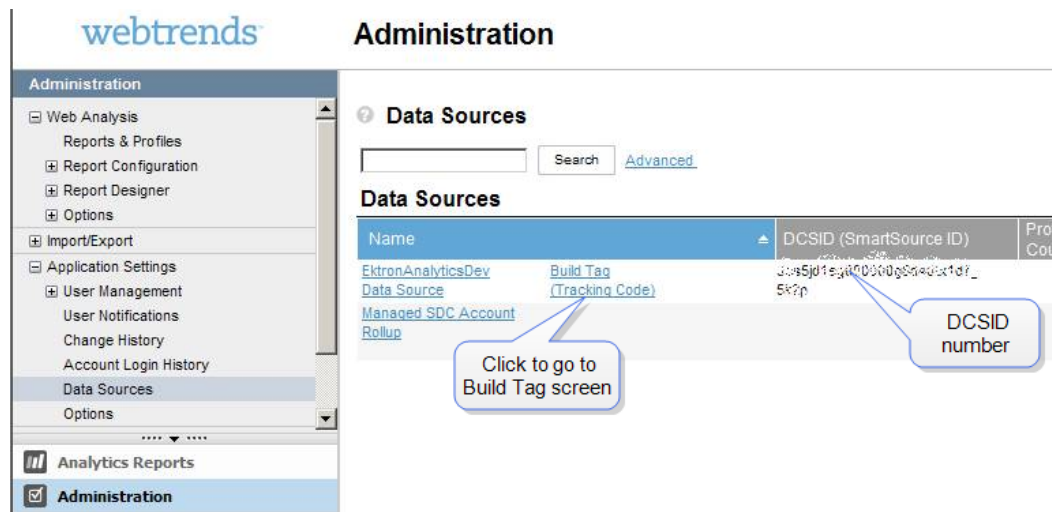 webtrends
Administration
Administration
Web Analysis
Reports & Profiles
Report Configuration
Report Designer
Options
Import/Export
Application Settings
User Management
User Notifications
Change History
Account Login History
Data Sources
Options
Analytics Reports
Administration
? Data Sources
Search Advanced
Data Sources
Name DCSID (SmartSource ID) Pro
Cou
EktronAnalyticsDev Build Tag
Data Source (Tracking Code)
Managed SDC Account
Rollup
Click to go to
Build Tag screen
DCSID
number